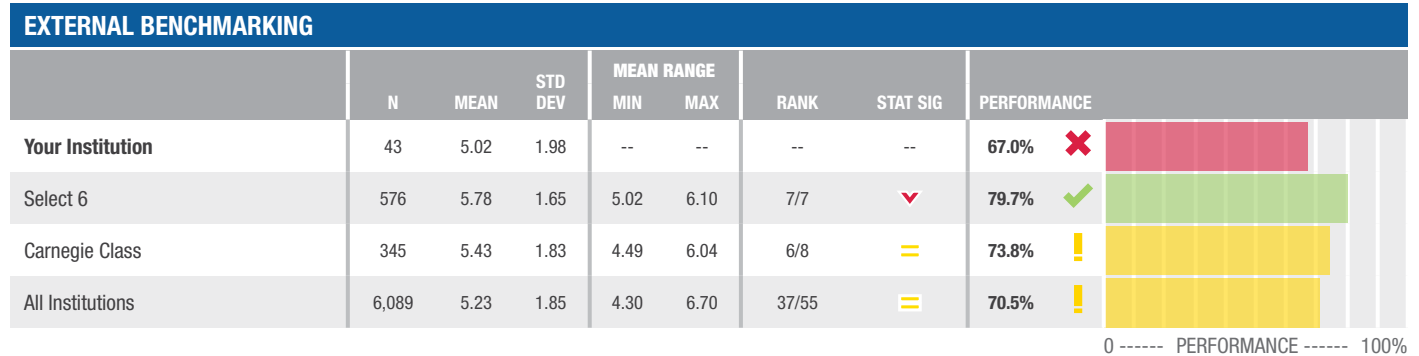 EXTERNAL BENCHMARKING
MEAN RANGE
N MEAN STD DEV MIN MAX RANK STAT SIG PERFORMANCE
Your Institution 43 5.02 1.98 -- -- -- -- 67.0%
Select 6 576 5.78 1.65 5.02 6.10 7/7 79.7%
Carnegie Class 345 5.43 1.83 4.49 6.04 6/8 = 73.8% !
All Institutions 6,089 5.23 1.85 4.30 6.70 37/55 = 70.5% !
0 ------ PERFORMANCE ------ 100%